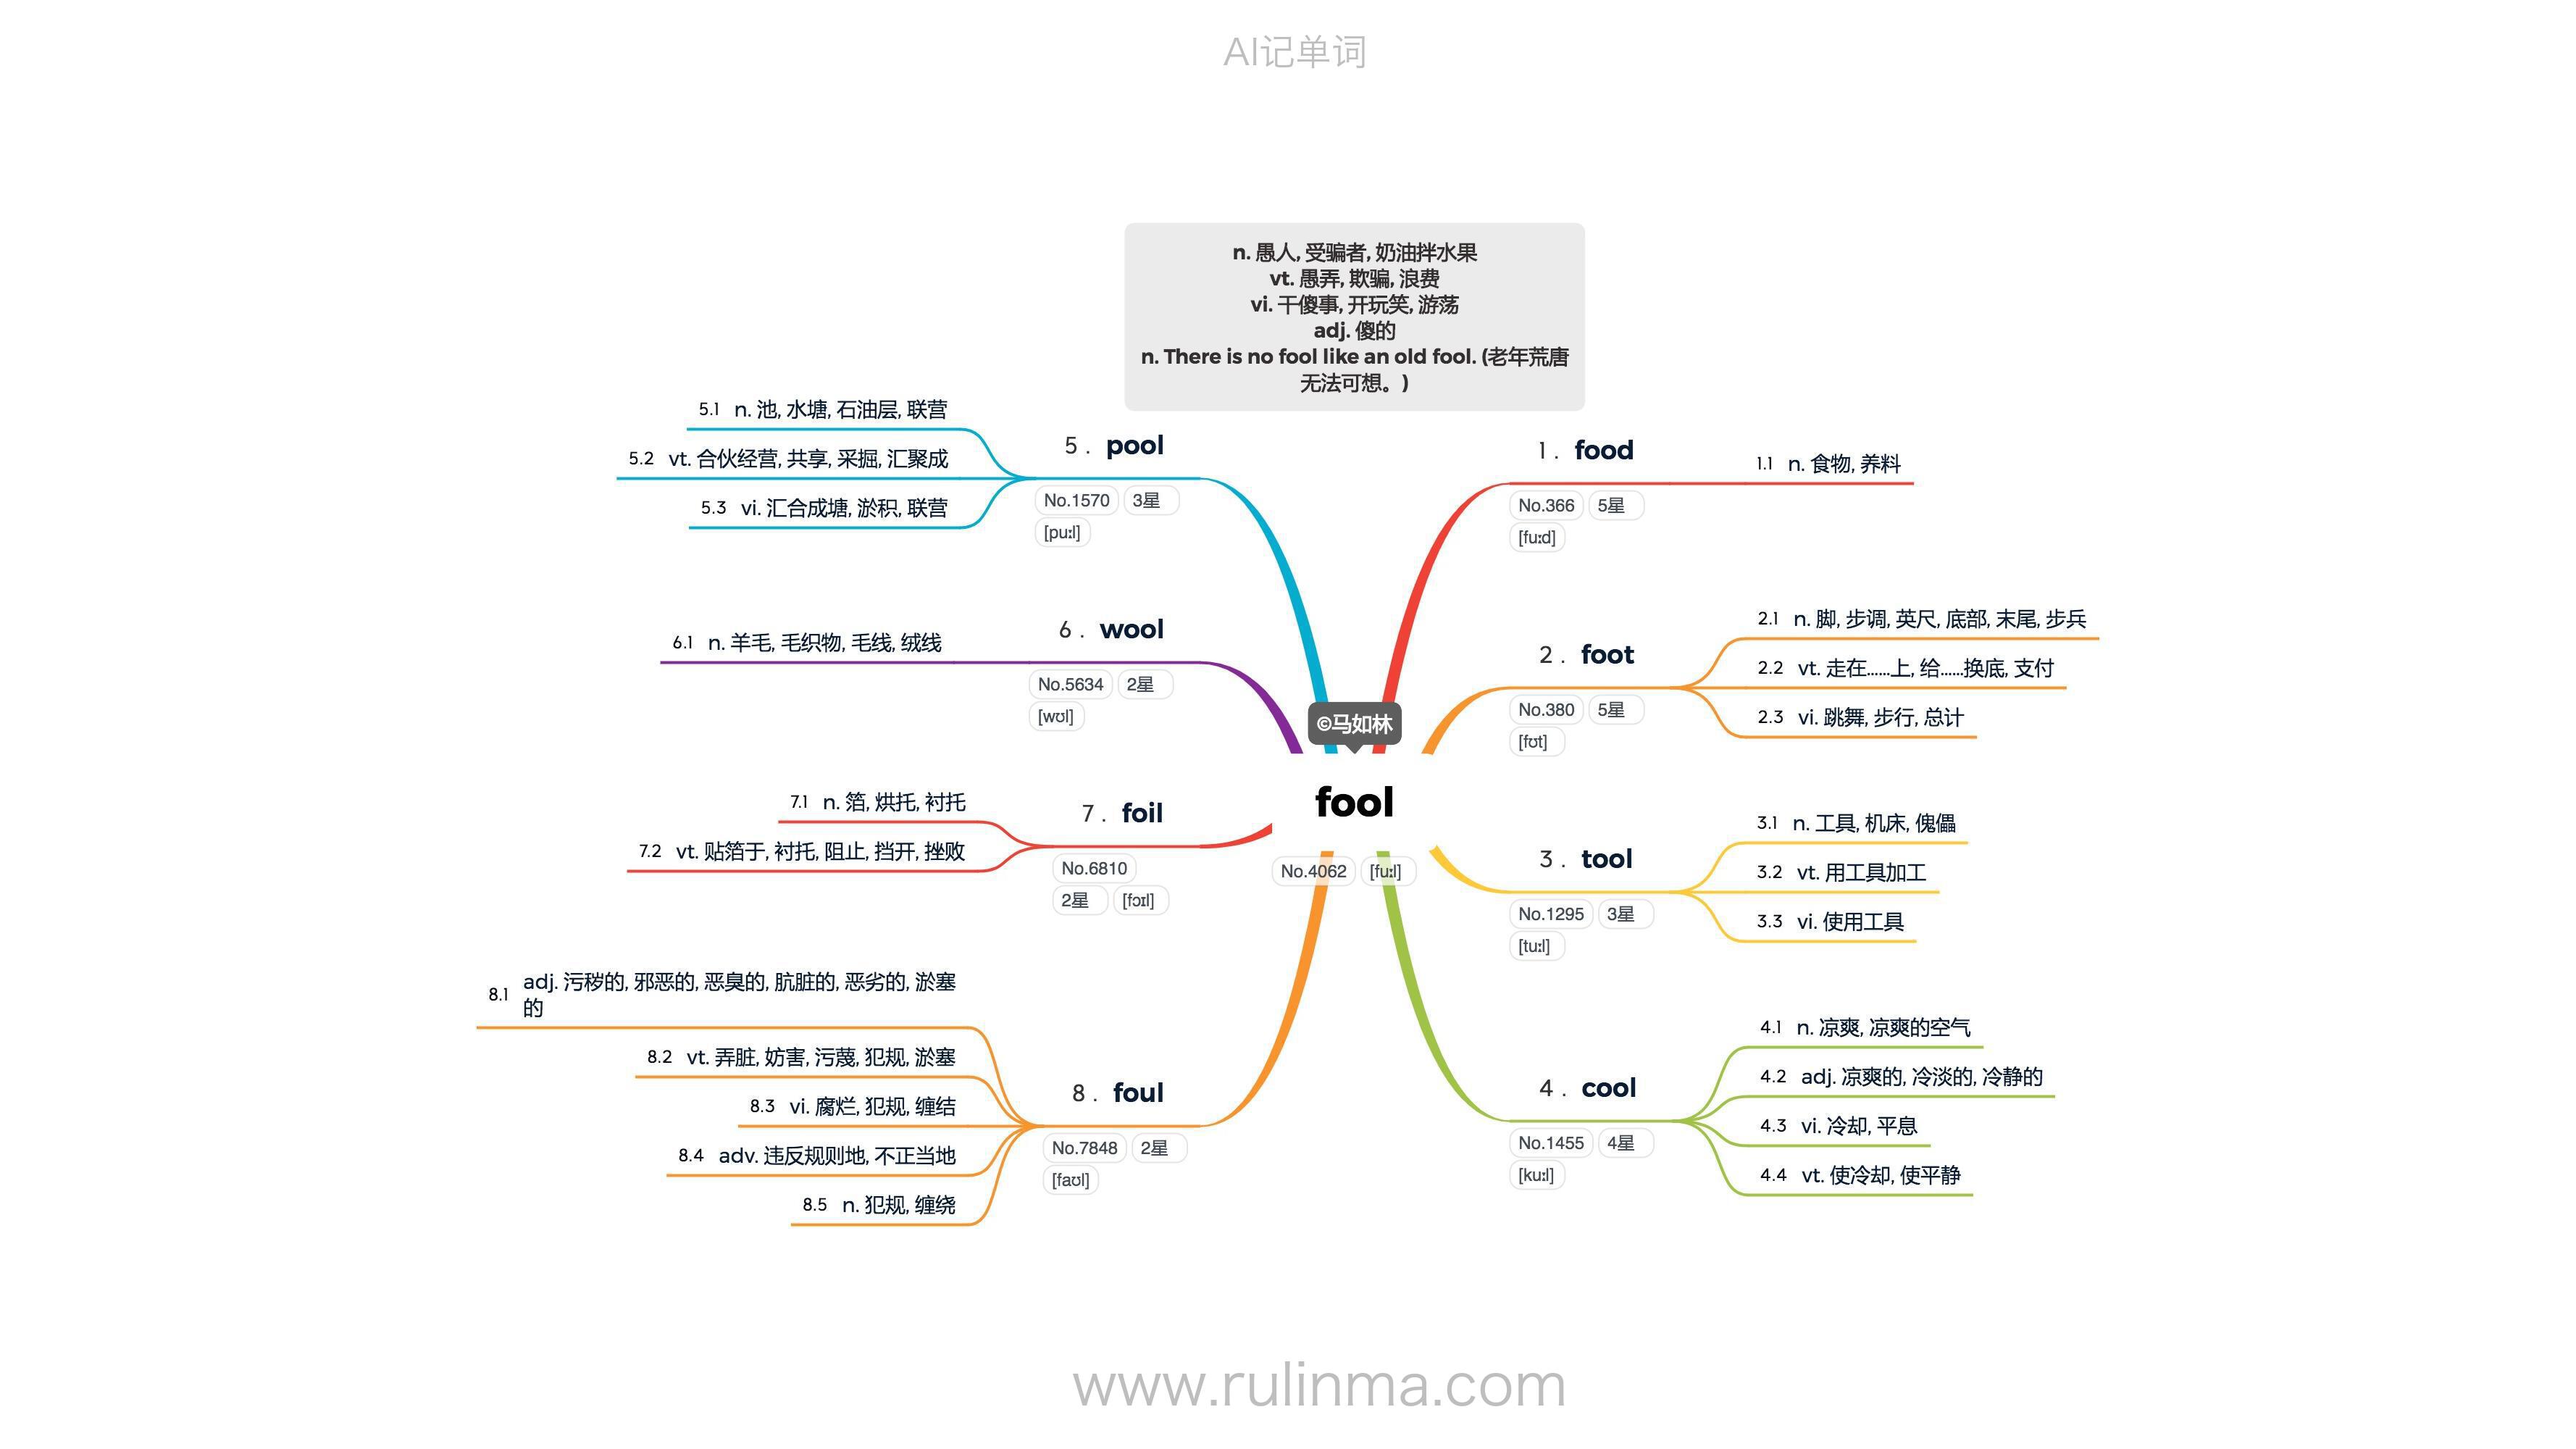 AI记单词
n. 愚人, 受骗者, 奶油拌水果
vt. 愚弄, 欺骗, 浪费
vi. 干傻事, 开玩笑, 游荡
adj. 傻的
n. There is no fool like an old fool. (老年荒唐
无法可想。)
©马如林
fool
No.4062 [fuːl]
1 . food
No.366 5星
[fuːd]
1.1 n. 食物, 养料
2 . foot
No.380 5星
[fʊt]
2.1 n. 脚, 步调, 英尺, 底部, 末尾, 步兵
2.2 vt. 走在……上, 给……换底, 支付
2.3 vi. 跳舞, 步行, 总计
3 . tool
No.1295 3星
[tuːl]
3.1 n. 工具, 机床, 傀儡
3.2 vt. 用工具加工
3.3 vi. 使用工具
4 . cool
No.1455 4星
[kuːl]
4.1 n. 凉爽, 凉爽的空气
4.2 adj. 凉爽的, 冷淡的, 冷静的
4.3 vi. 冷却, 平息
4.4 vt. 使冷却, 使平静
5 . pool
No.1570 3星
[puːl]
5.1 n. 池, 水塘, 石油层, 联营
5.2 vt. 合伙经营, 共享, 采掘, 汇聚成
5.3 vi. 汇合成塘, 淤积, 联营
6 . wool
No.5634 2星
[wʊl]
6.1 n. 羊毛, 毛织物, 毛线, 绒线
7 . foil
No.6810
2星 [fɔɪl]
7.1 n. 箔, 烘托, 衬托
7.2 vt. 贴箔于, 衬托, 阻止, 挡开, 挫败
8 . foul
No.7848 2星
[faʊl]
8.1 adj. 污秽的, 邪恶的, 恶臭的, 肮脏的, 恶劣的, 淤塞
的
8.2 vt. 弄脏, 妨害, 污蔑, 犯规, 淤塞
8.3 vi. 腐烂, 犯规, 缠结
8.4 adv. 违反规则地, 不正当地
8.5 n. 犯规, 缠绕
www.rulinma.com